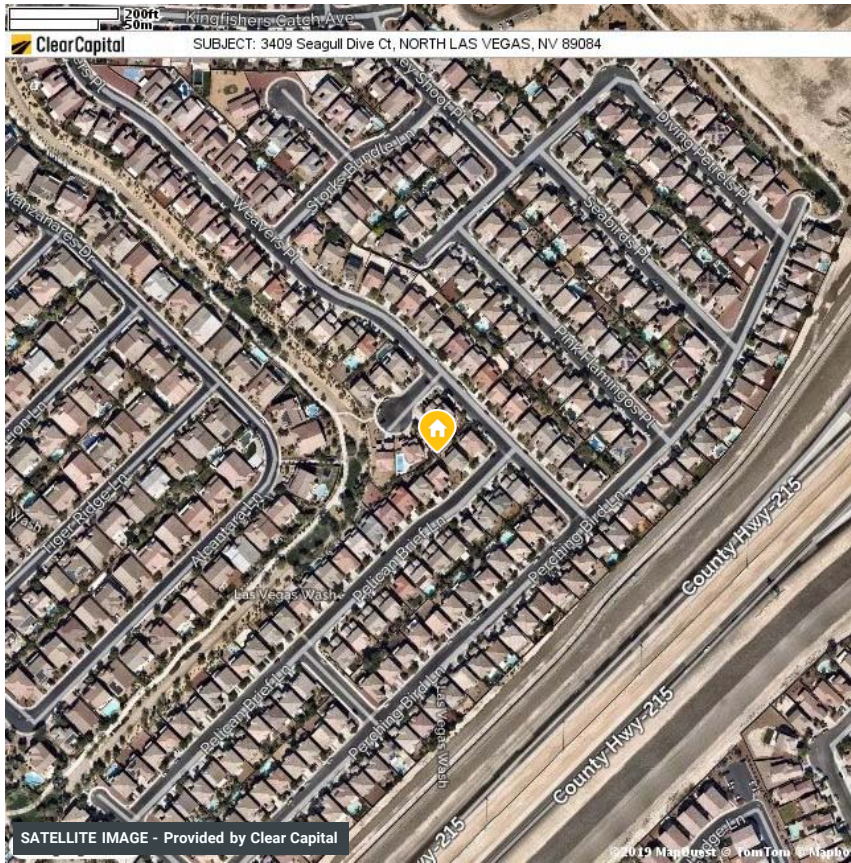 200ft
50m
Kingfishers Catch Ave
ClearCapital
SUBJECT: 3409 Seagull Dive Ct, NORTH LAS VEGAS, NV 89084
Storks Bundle Ln
Weavers Pl
Diving Petrels Pl
Seabirds Pl
Manzanares Dr
Pink Flamingos Pl
Tiger Ridge Ln
Alcantara Ln
Wash
Las Vegas Wash
Pelican Brief Ln
Perching Bird Ln
County Hwy-215
Pelican Brief Ln
Perching Bird Ln
Las Vegas Wash
County Hwy-215
SATELLITE IMAGE - Provided by Clear Capital
©2019 MapQuest © TomTom © Mapbo